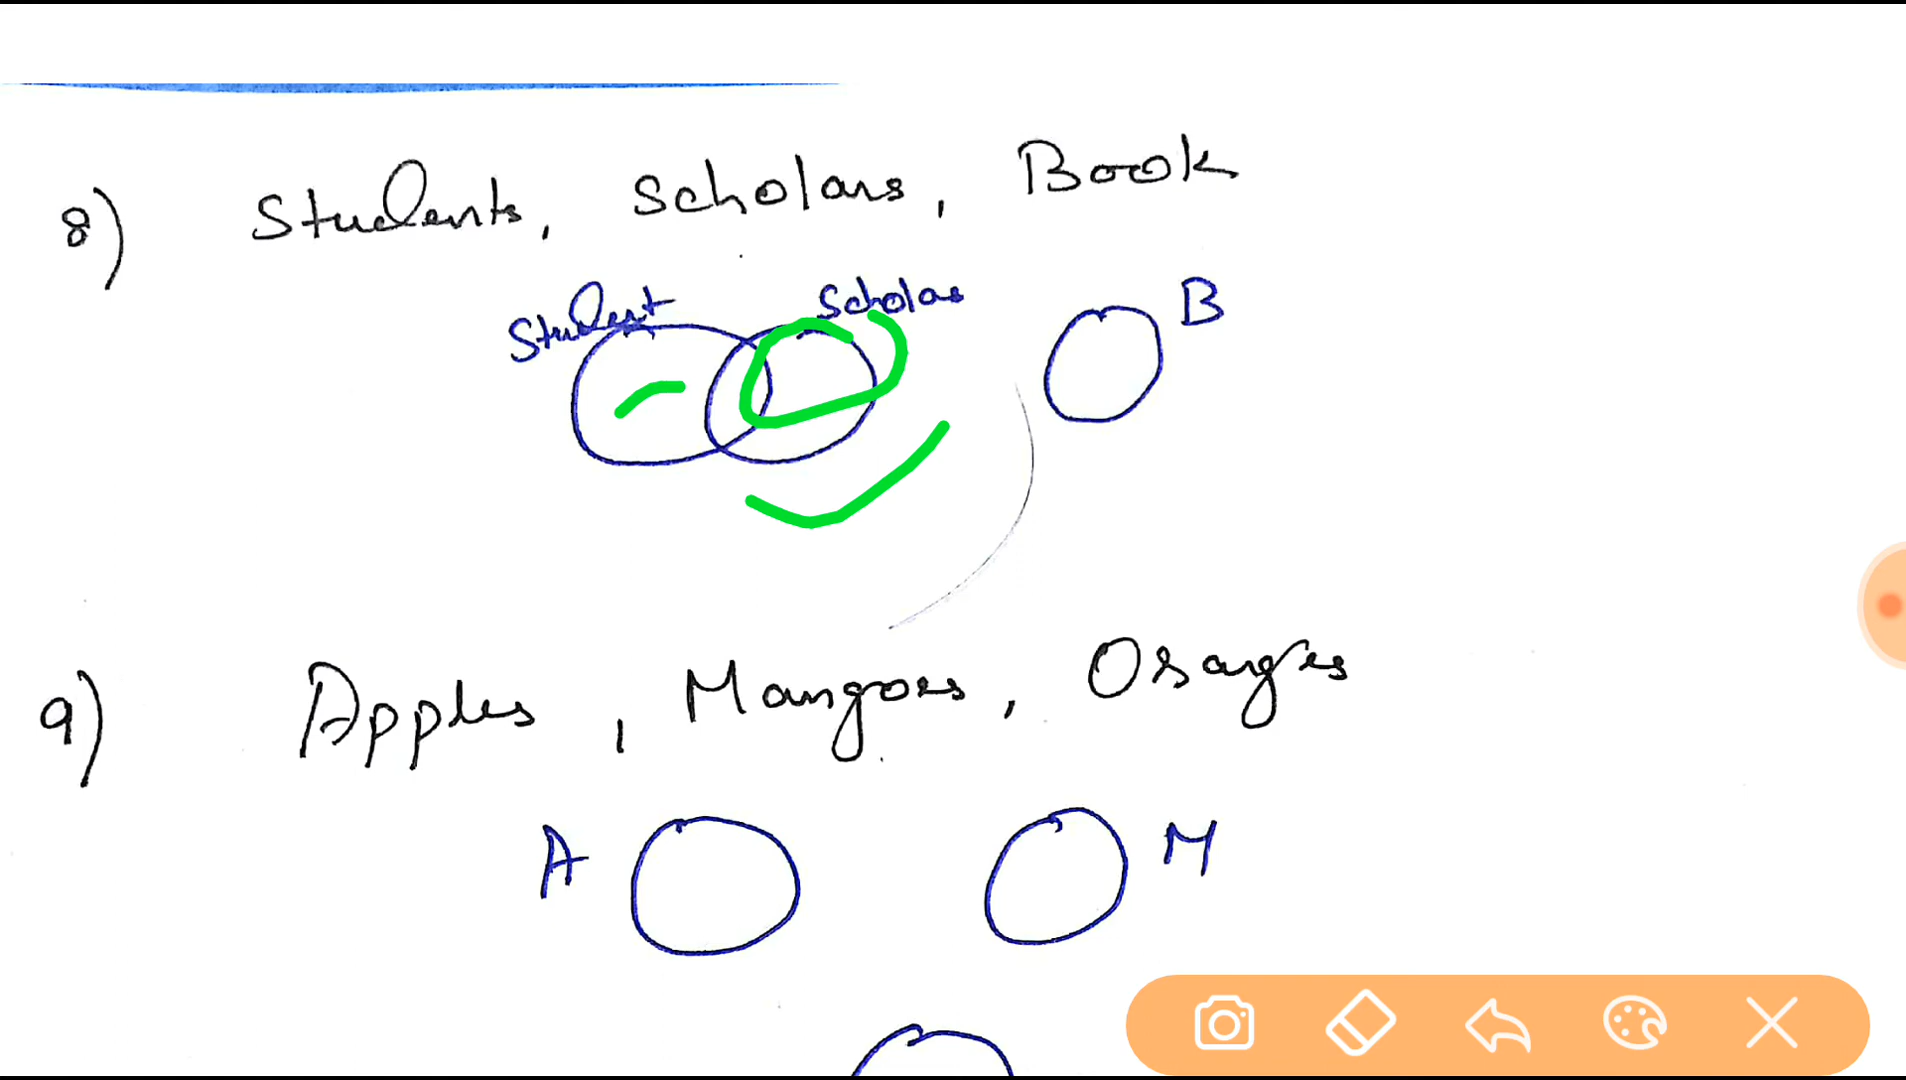 8) Students, Scholars, Book
Student Scholar B
9) Apples, Mangoes, Oranges
A M